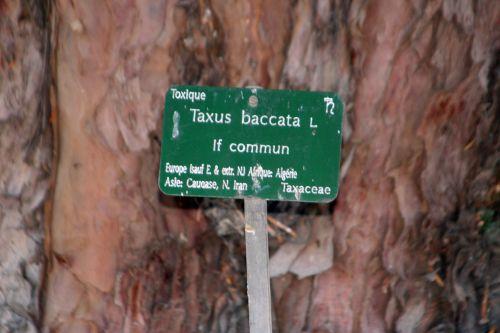 Toxique
Taxus baccata L
If commun
Europe (sauf E. & extr. N) Afrique: Algérie
Asie: Caucase, N. Iran Taxaceae